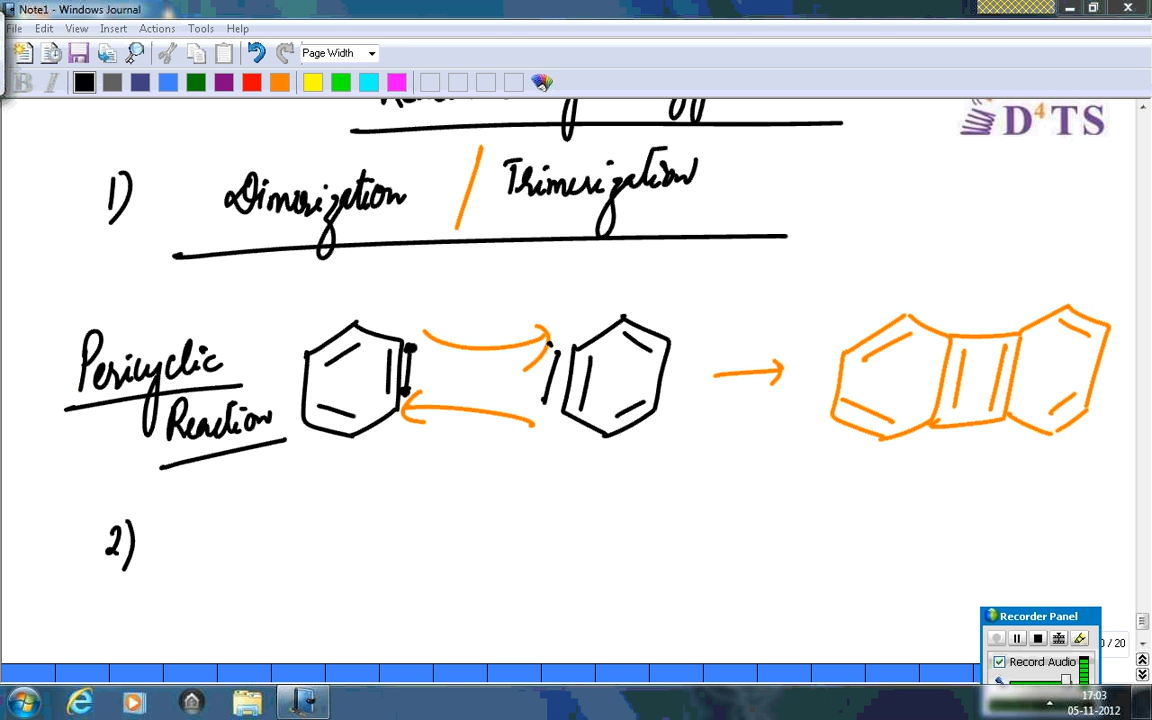 Note1 - Windows Journal
File Edit View Insert Actions Tools Help
Page Width
B I
D4TS
1) Dimerization / Trimerization
Pericyclic
Reaction
2)
Recorder Panel
/ 20
Record Audio
17:03
05-11-2012